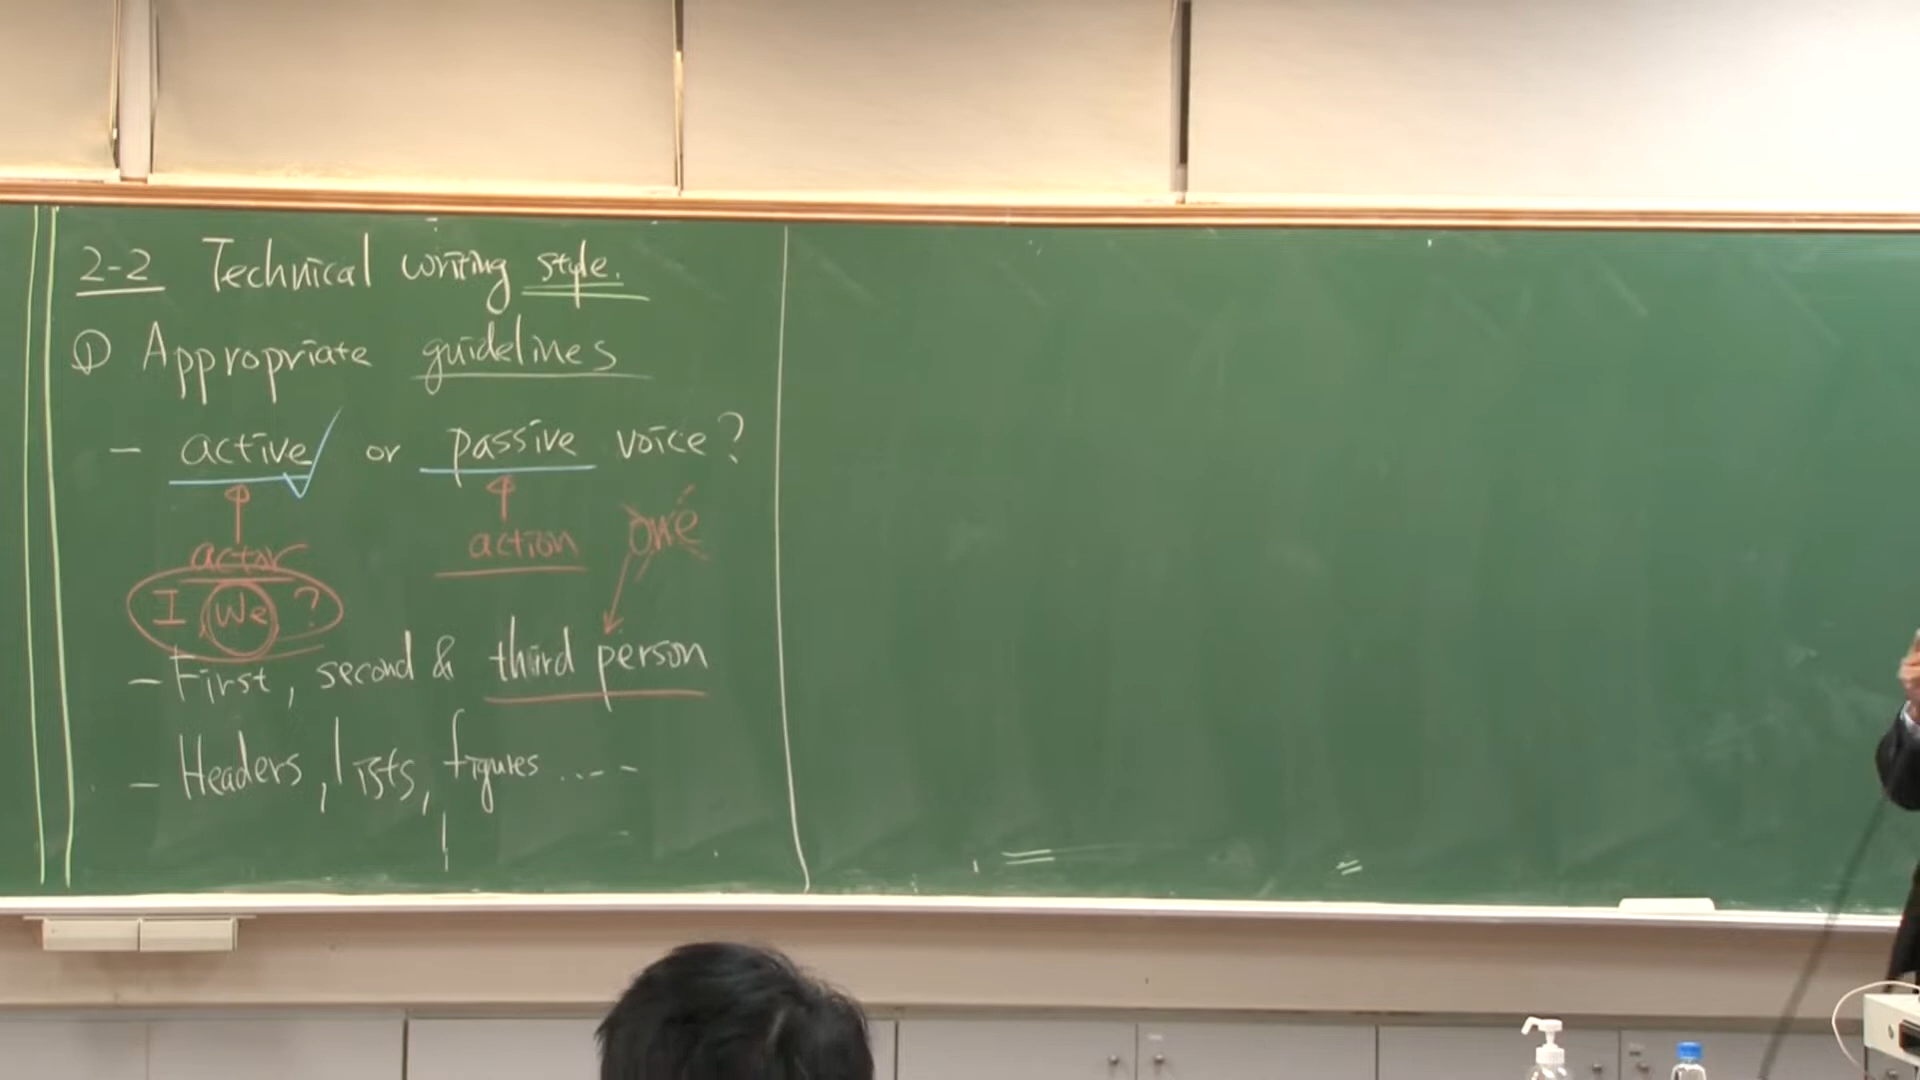 2-2 Technical writing style.
① Appropriate guidelines
- active or passive voice?
actor action one
I We ?
- First, second & third person
- Headers, lists, figures ....